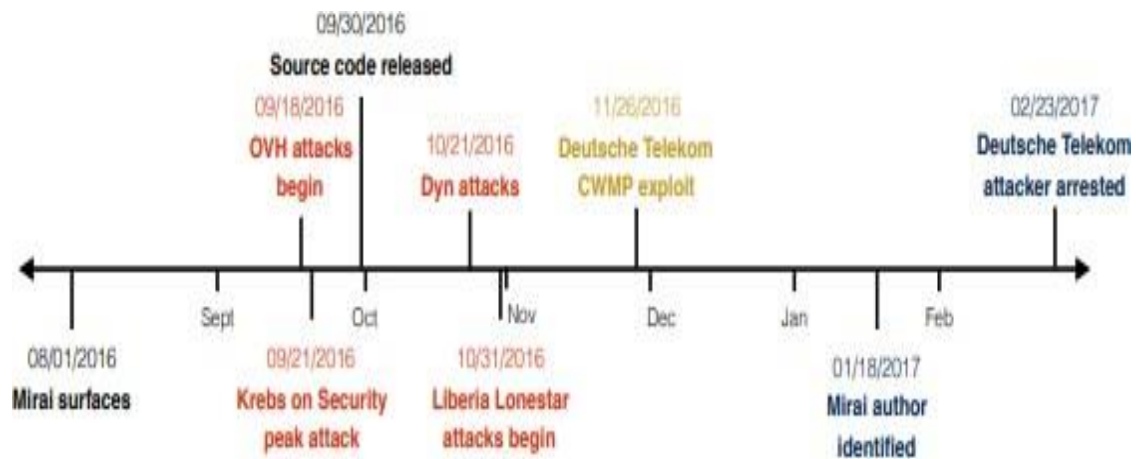 09/30/2016
Source code released
09/18/2016
OVH attacks
begin
10/21/2016
Dyn attacks
11/26/2016
Deutsche Telekom
CWMP exploit
02/23/2017
Deutsche Telekom
attacker arrested
Sept
Oct
Nov
Dec
Jan
Feb
08/01/2016
Mirai surfaces
09/21/2016
Krebs on Security
peak attack
10/31/2016
Liberia Lonestar
attacks begin
01/18/2017
Mirai author
identified